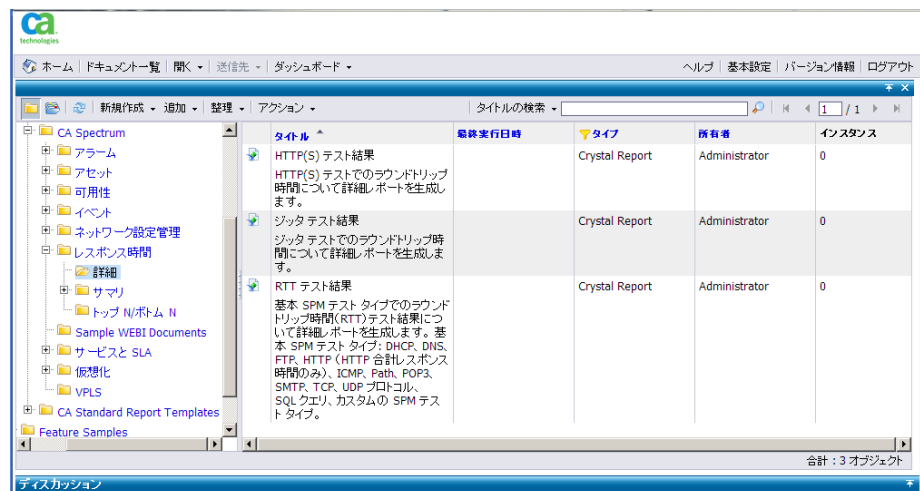 ca
technologies
ホーム ドキュメント一覧 開く 送信先 ダッシュボード ヘルプ 基本設定 バージョン情報 ログアウト
新規作成 追加 整理 アクション タイトルの検索 1 / 1
CA Spectrum
アラーム
アセット
可用性
イベント
ネットワーク設定管理
レスポンス時間
詳細
サマリ
トップ N/ボトム N
Sample WEBI Documents
サービスと SLA
仮想化
VPLS
CA Standard Report Templates
Feature Samples
タイトル 最終実行日時 タイプ 所有者 インスタンス
HTTP(S) テスト結果 Crystal Report Administrator 0
HTTP(S) テストでのラウンドトリップ
時間について詳細レポートを生成し
ます。
ジッタ テスト結果 Crystal Report Administrator 0
ジッタ テストでのラウンドトリップ時
間について詳細レポートを生成しま
す。
RTT テスト結果 Crystal Report Administrator 0
基本 SPM テスト タイプでのラウンド
トリップ時間(RTT)テスト結果につ
いて詳細レポートを生成します。基
本 SPM テスト タイプ: DHCP、DNS、
FTP、HTTP (HTTP 合計レスポンス
時間のみ)、ICMP、Path、POP3、
SMTP、TCP、UDP プロトコル、
SQL クエリ、カスタムの SPM テス
ト タイプ。
合計:3 オブジェクト
ディスカッション